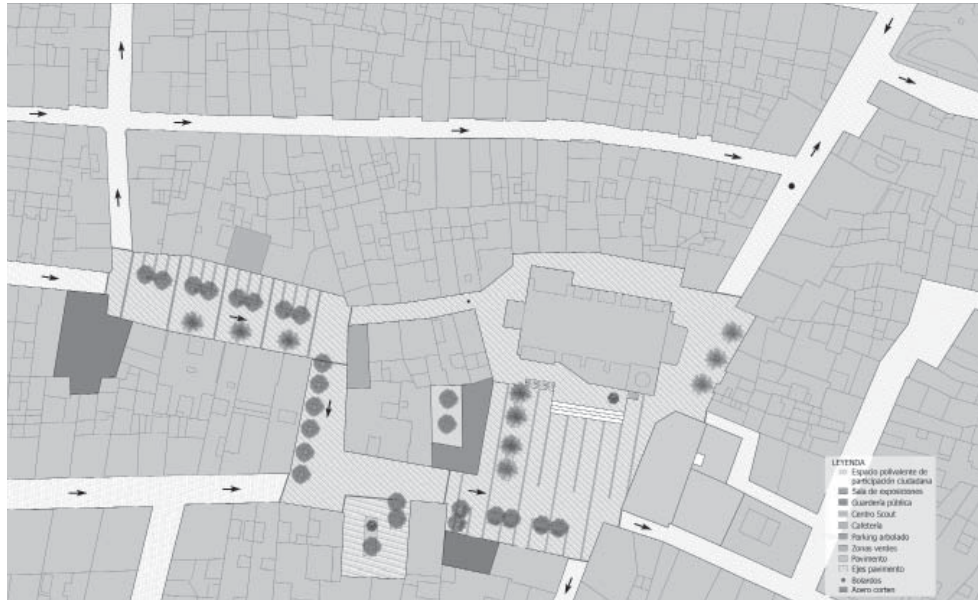 LEYENDA
Espacio polivalente de
participación ciudadana
Sala de exposiciones
Guardería pública
Centro Scout
Cafetería
Parking arbolado
Zonas verdes
Pavimento
Ejes pavimento
Bolardos
Acero corten